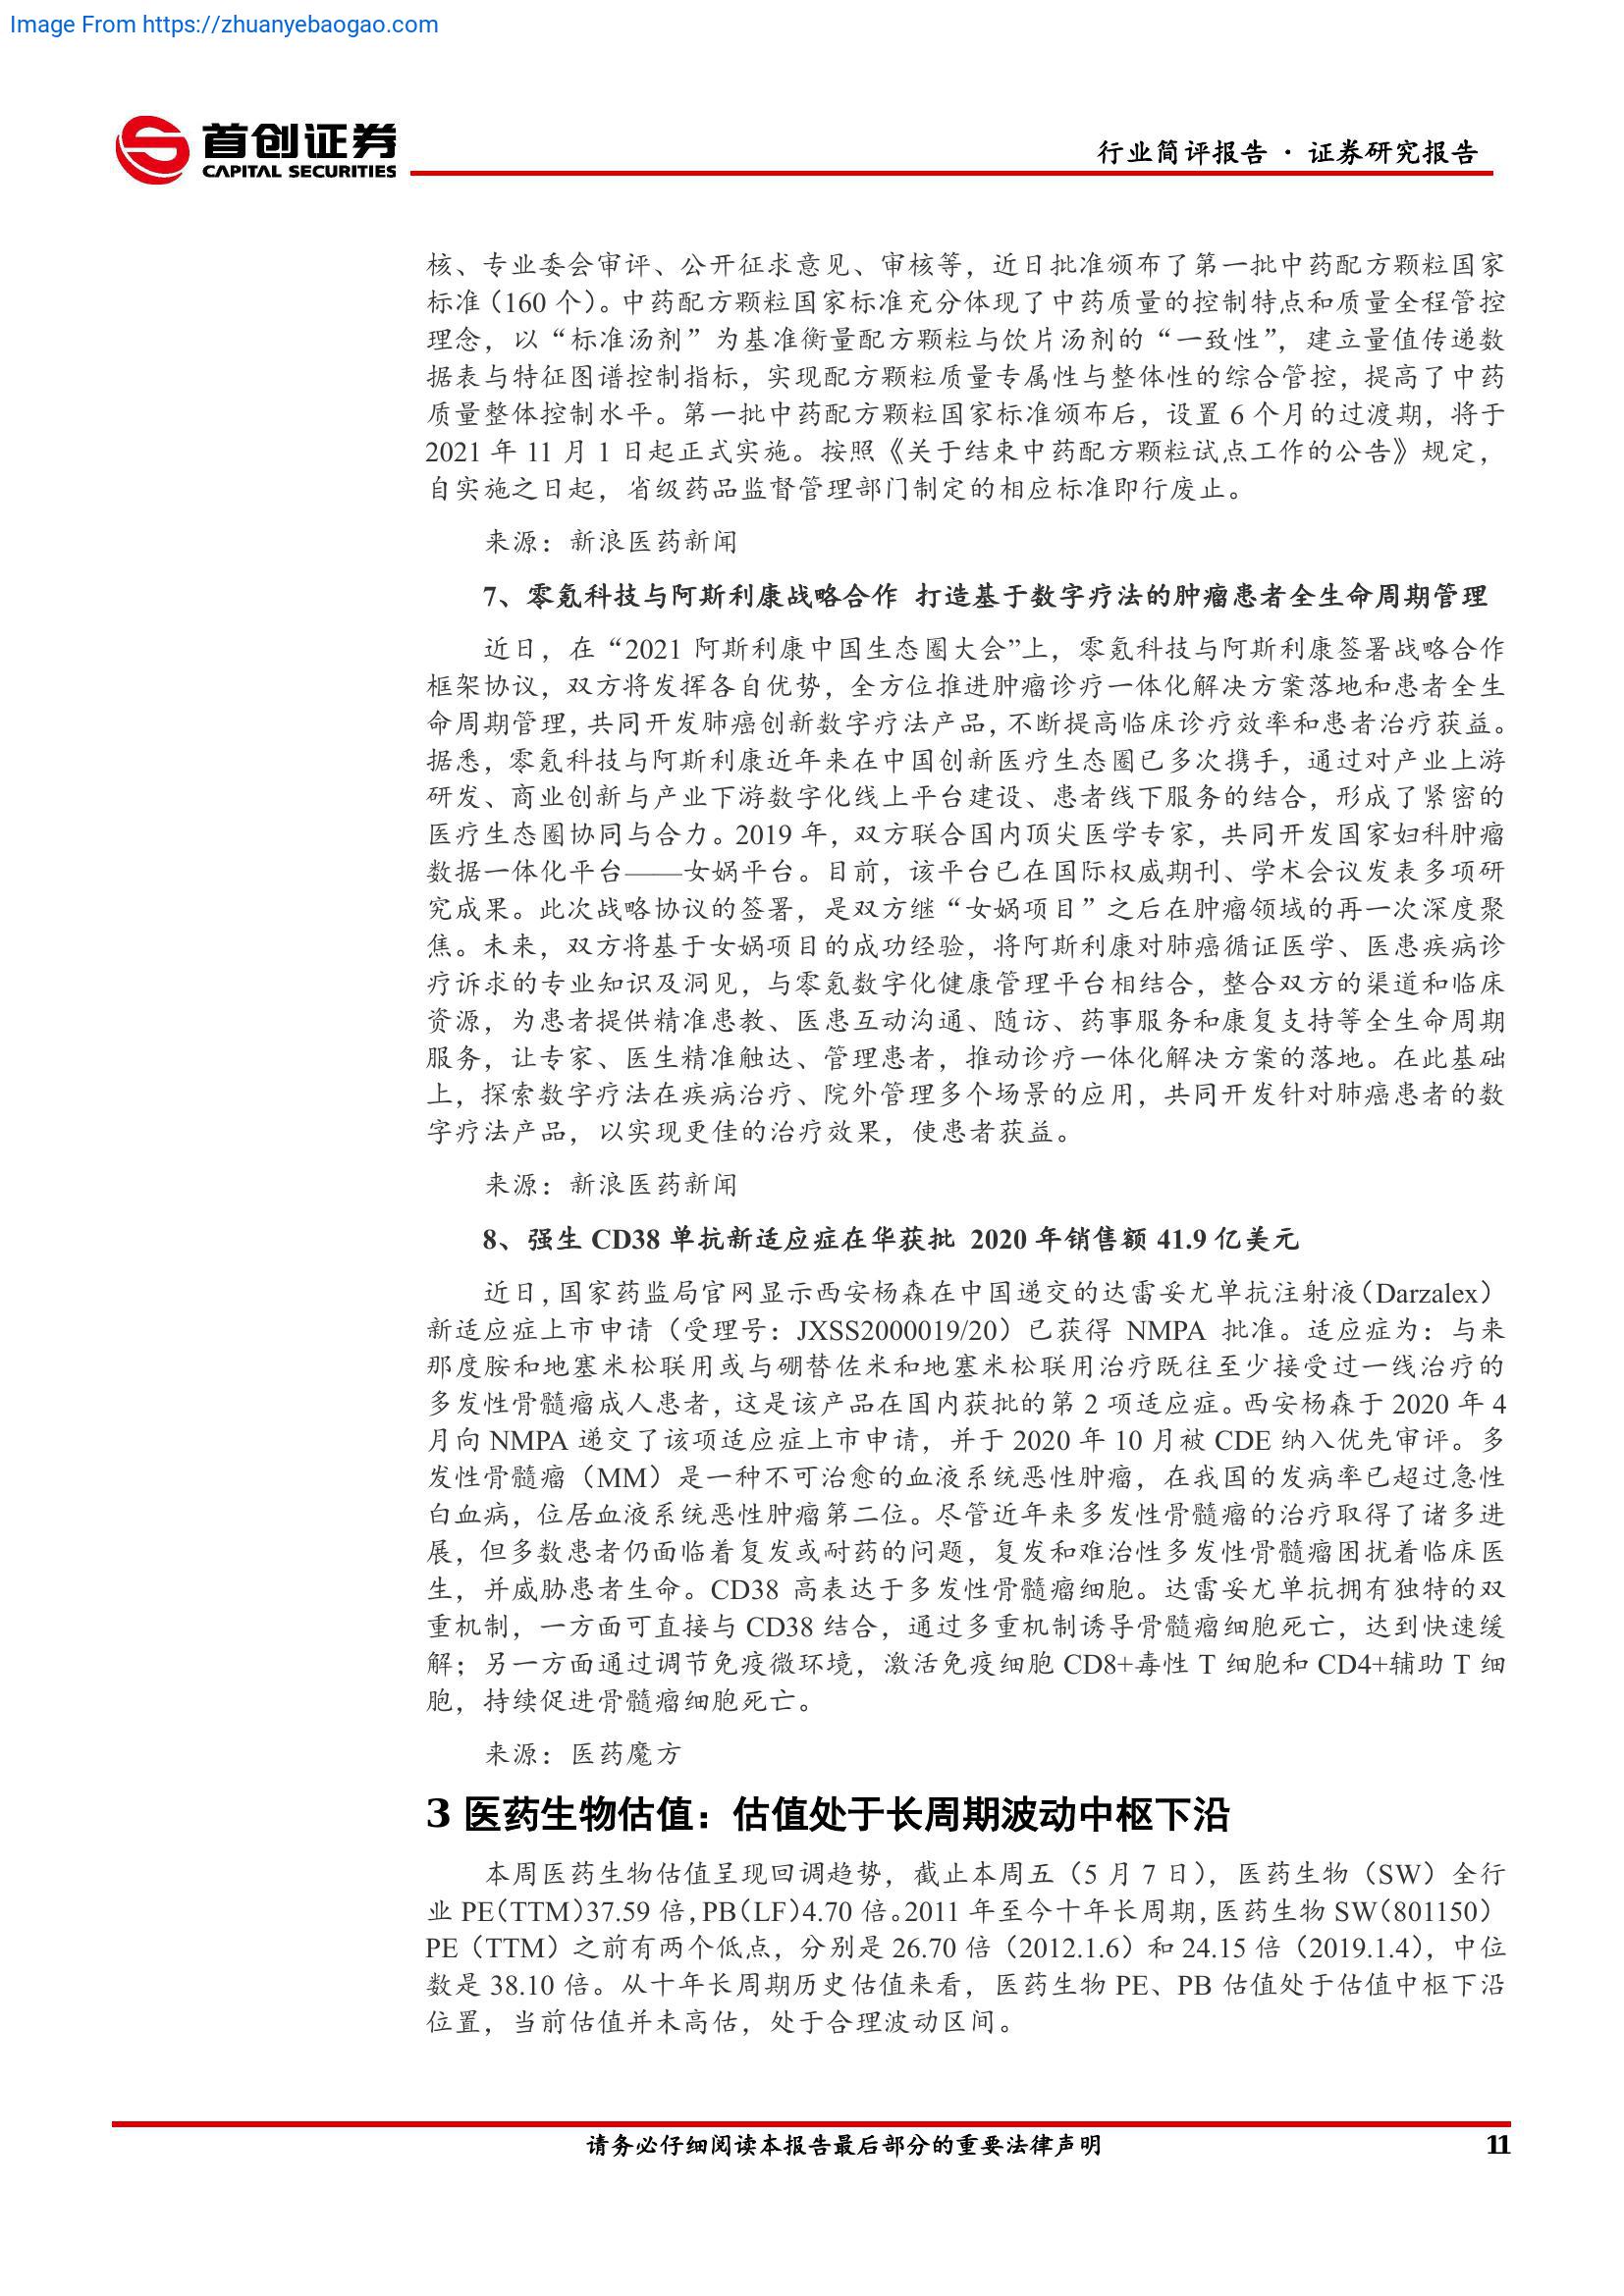 Image From https://zhuanyebaogao.com
首创证券
CAPITAL SECURITIES
行业简评报告 · 证券研究报告
核、专业委会审评、公开征求意见、审核等，近日批准颁布了第一批中药配方颗粒国家
标准（160 个）。中药配方颗粒国家标准充分体现了中药质量的控制特点和质量全程管控
理念，以“标准汤剂”为基准衡量配方颗粒与饮片汤剂的“一致性”，建立量值传递数
据表与特征图谱控制指标，实现配方颗粒质量专属性与整体性的综合管控，提高了中药
质量整体控制水平。第一批中药配方颗粒国家标准颁布后，设置 6 个月的过渡期，将于
2021 年 11 月 1 日起正式实施。按照《关于结束中药配方颗粒试点工作的公告》规定，
自实施之日起，省级药品监督管理部门制定的相应标准即行废止。
来源：新浪医药新闻
7、零氪科技与阿斯利康战略合作 打造基于数字疗法的肿瘤患者全生命周期管理
近日，在“2021 阿斯利康中国生态圈大会”上，零氪科技与阿斯利康签署战略合作
框架协议，双方将发挥各自优势，全方位推进肿瘤诊疗一体化解决方案落地和患者全生
命周期管理，共同开发肺癌创新数字疗法产品，不断提高临床诊疗效率和患者治疗获益。
据悉，零氪科技与阿斯利康近年来在中国创新医疗生态圈已多次携手，通过对产业上游
研发、商业创新与产业下游数字化线上平台建设、患者线下服务的结合，形成了紧密的
医疗生态圈协同与合力。2019 年，双方联合国内顶尖医学专家，共同开发国家妇科肿瘤
数据一体化平台——女娲平台。目前，该平台已在国际权威期刊、学术会议发表多项研
究成果。此次战略协议的签署，是双方继“女娲项目”之后在肿瘤领域的再一次深度聚
焦。未来，双方将基于女娲项目的成功经验，将阿斯利康对肺癌循证医学、医患疾病诊
疗诉求的专业知识及洞见，与零氪数字化健康管理平台相结合，整合双方的渠道和临床
资源，为患者提供精准患教、医患互动沟通、随访、药事服务和康复支持等全生命周期
服务，让专家、医生精准触达、管理患者，推动诊疗一体化解决方案的落地。在此基础
上，探索数字疗法在疾病治疗、院外管理多个场景的应用，共同开发针对肺癌患者的数
字疗法产品，以实现更佳的治疗效果，使患者获益。
来源：新浪医药新闻
8、强生 CD38 单抗新适应症在华获批 2020 年销售额 41.9 亿美元
近日，国家药监局官网显示西安杨森在中国递交的达雷妥尤单抗注射液（Darzalex）
新适应症上市申请（受理号：JXSS2000019/20）已获得 NMPA 批准。适应症为：与来
那度胺和地塞米松联用或与硼替佐米和地塞米松联用治疗既往至少接受过一线治疗的
多发性骨髓瘤成人患者，这是该产品在国内获批的第 2 项适应症。西安杨森于 2020 年 4
月向 NMPA 递交了该项适应症上市申请，并于 2020 年 10 月被 CDE 纳入优先审评。多
发性骨髓瘤（MM）是一种不可治愈的血液系统恶性肿瘤，在我国的发病率已超过急性
白血病，位居血液系统恶性肿瘤第二位。尽管近年来多发性骨髓瘤的治疗取得了诸多进
展，但多数患者仍面临着复发或耐药的问题，复发和难治性多发性骨髓瘤困扰着临床医
生，并威胁患者生命。CD38 高表达于多发性骨髓瘤细胞。达雷妥尤单抗拥有独特的双
重机制，一方面可直接与 CD38 结合，通过多重机制诱导骨髓瘤细胞死亡，达到快速缓
解；另一方面通过调节免疫微环境，激活免疫细胞 CD8+毒性 T 细胞和 CD4+辅助 T 细
胞，持续促进骨髓瘤细胞死亡。
来源：医药魔方
3 医药生物估值：估值处于长周期波动中枢下沿
本周医药生物估值呈现回调趋势，截止本周五（5 月 7 日），医药生物（SW）全行
业 PE（TTM）37.59 倍，PB（LF）4.70 倍。2011 年至今十年长周期，医药生物 SW（801150）
PE（TTM）之前有两个低点，分别是 26.70 倍（2012.1.6）和 24.15 倍（2019.1.4），中位
数是 38.10 倍。从十年长周期历史估值来看，医药生物 PE、PB 估值处于估值中枢下沿
位置，当前估值并未高估，处于合理波动区间。
请务必仔细阅读本报告最后部分的重要法律声明
11